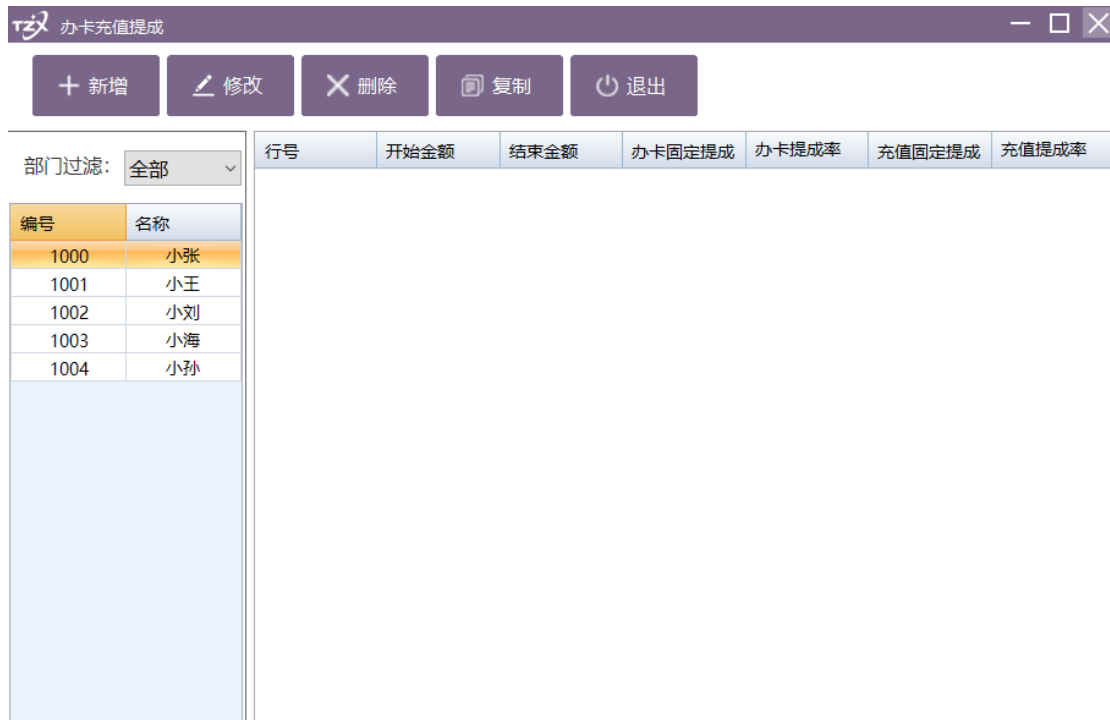 TZX 办卡充值提成
新增 修改 删除 复制 退出
部门过滤： 全部
行号 开始金额 结束金额 办卡固定提成 办卡提成率 充值固定提成 充值提成率
编号 名称
1000 小张
1001 小王
1002 小刘
1003 小海
1004 小孙